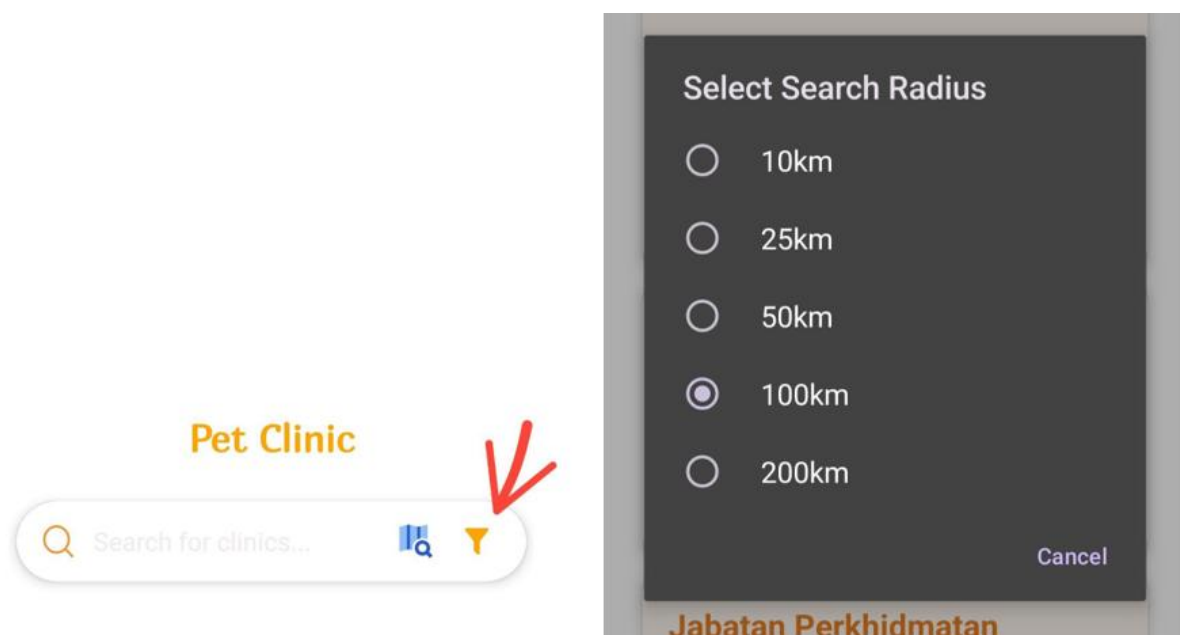 Pet Clinic
Search for clinics...
Select Search Radius
10km
25km
50km
100km
200km
Cancel
Jabatan Perkhidmatan